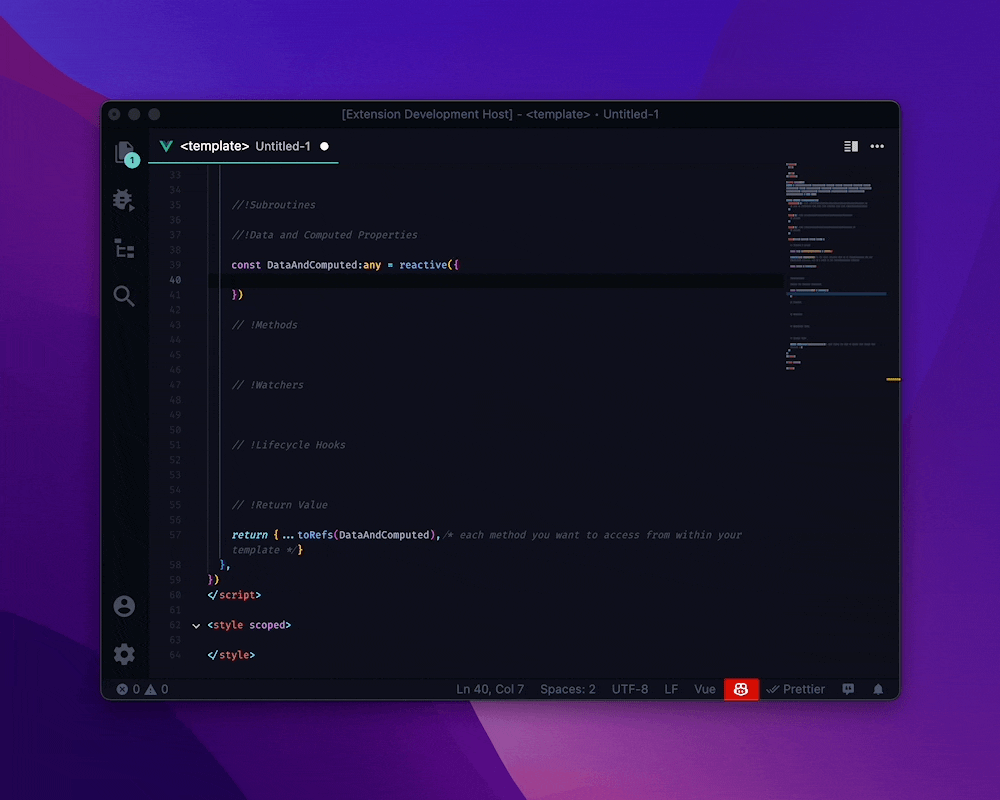 [Extension Development Host] - <template> • Untitled-1
<template> Untitled-1
1
33
34
35 //!Subroutines
36
37 //!Data and Computed Properties
38
39 const DataAndComputed:any = reactive({
40
41 })
42
43 // !Methods
44
45
46
47 // !Watchers
48
49
50
51 // !Lifecycle Hooks
52
53
54
55 // !Return Value
56
57 return {...toRefs(DataAndComputed),/* each method you want to access from within your
template */}
58 },
59 })
60 </script>
61
62 <style scoped>
63
64 </style>
0 0 Ln 40, Col 7 Spaces: 2 UTF-8 LF Vue Prettier